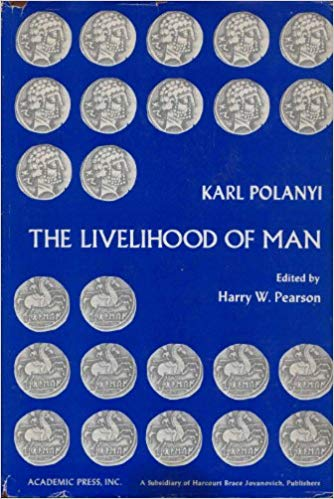 KARL POLANYI
THE LIVELIHOOD OF MAN
Edited by
Harry W. Pearson
ACADEMIC PRESS, INC. A Subsidiary of Harcourt Brace Jovanovich, Publishers